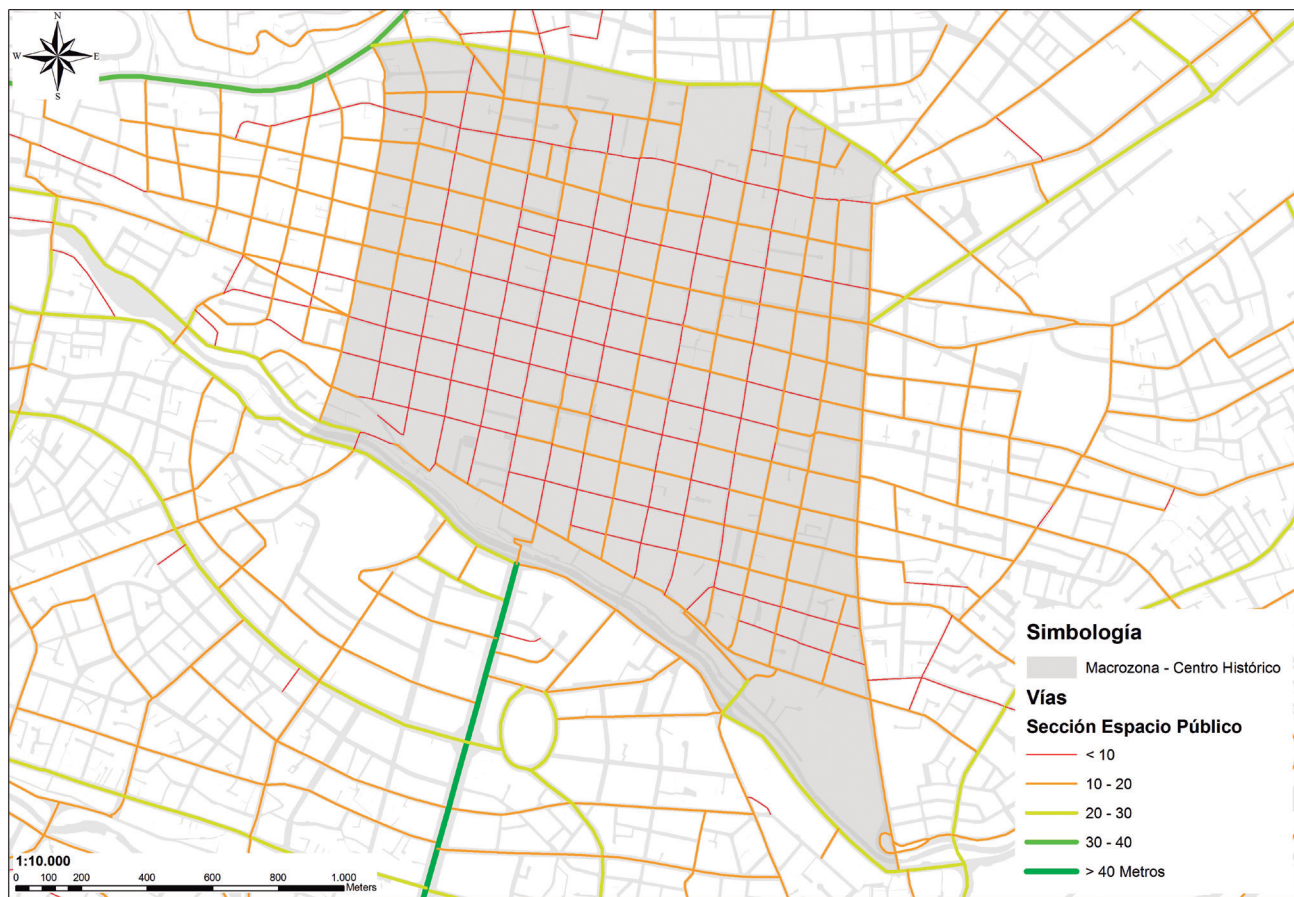 N
W E
S
Simbología
Macrozona - Centro Histórico
Vías
Sección Espacio Público
< 10
10 - 20
20 - 30
30 - 40
> 40 Metros
1:10.000
0 100 200 400 600 800 1.000
Meters